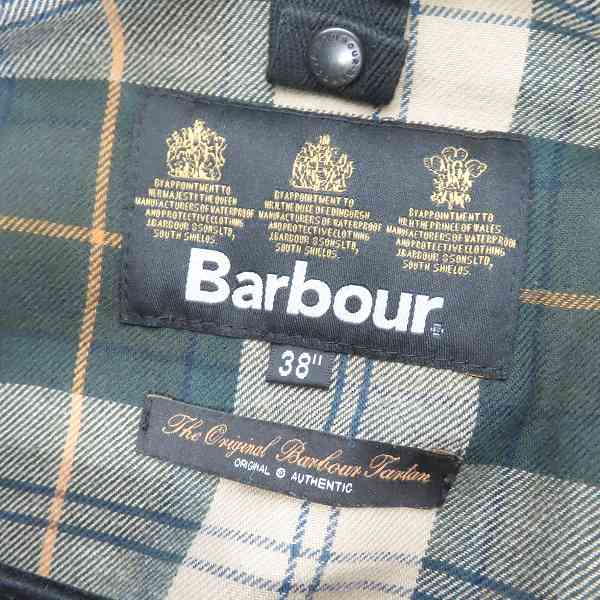 BY APPOINTMENT TO
HER MAJESTY THE QUEEN
MANUFACTURERS OF WATERPROOF
AND PROTECTIVE CLOTHING
J.BARBOUR & SONS LTD,
SOUTH SHIELDS.
BY APPOINTMENT TO
H.R.H. THE DUKE OF EDINBURGH
MANUFACTURERS OF WATERPROOF
AND PROTECTIVE CLOTHING
J.BARBOUR & SONS LTD,
SOUTH SHIELDS.
BY APPOINTMENT TO
H.R.H. THE PRINCE OF WALES
MANUFACTURERS OF WATERPROOF
AND PROTECTIVE CLOTHING
J.BARBOUR & SONS LTD,
SOUTH SHIELDS.
Barbour
38"
The Original Barbour Tartan
ORIGINAL & AUTHENTIC